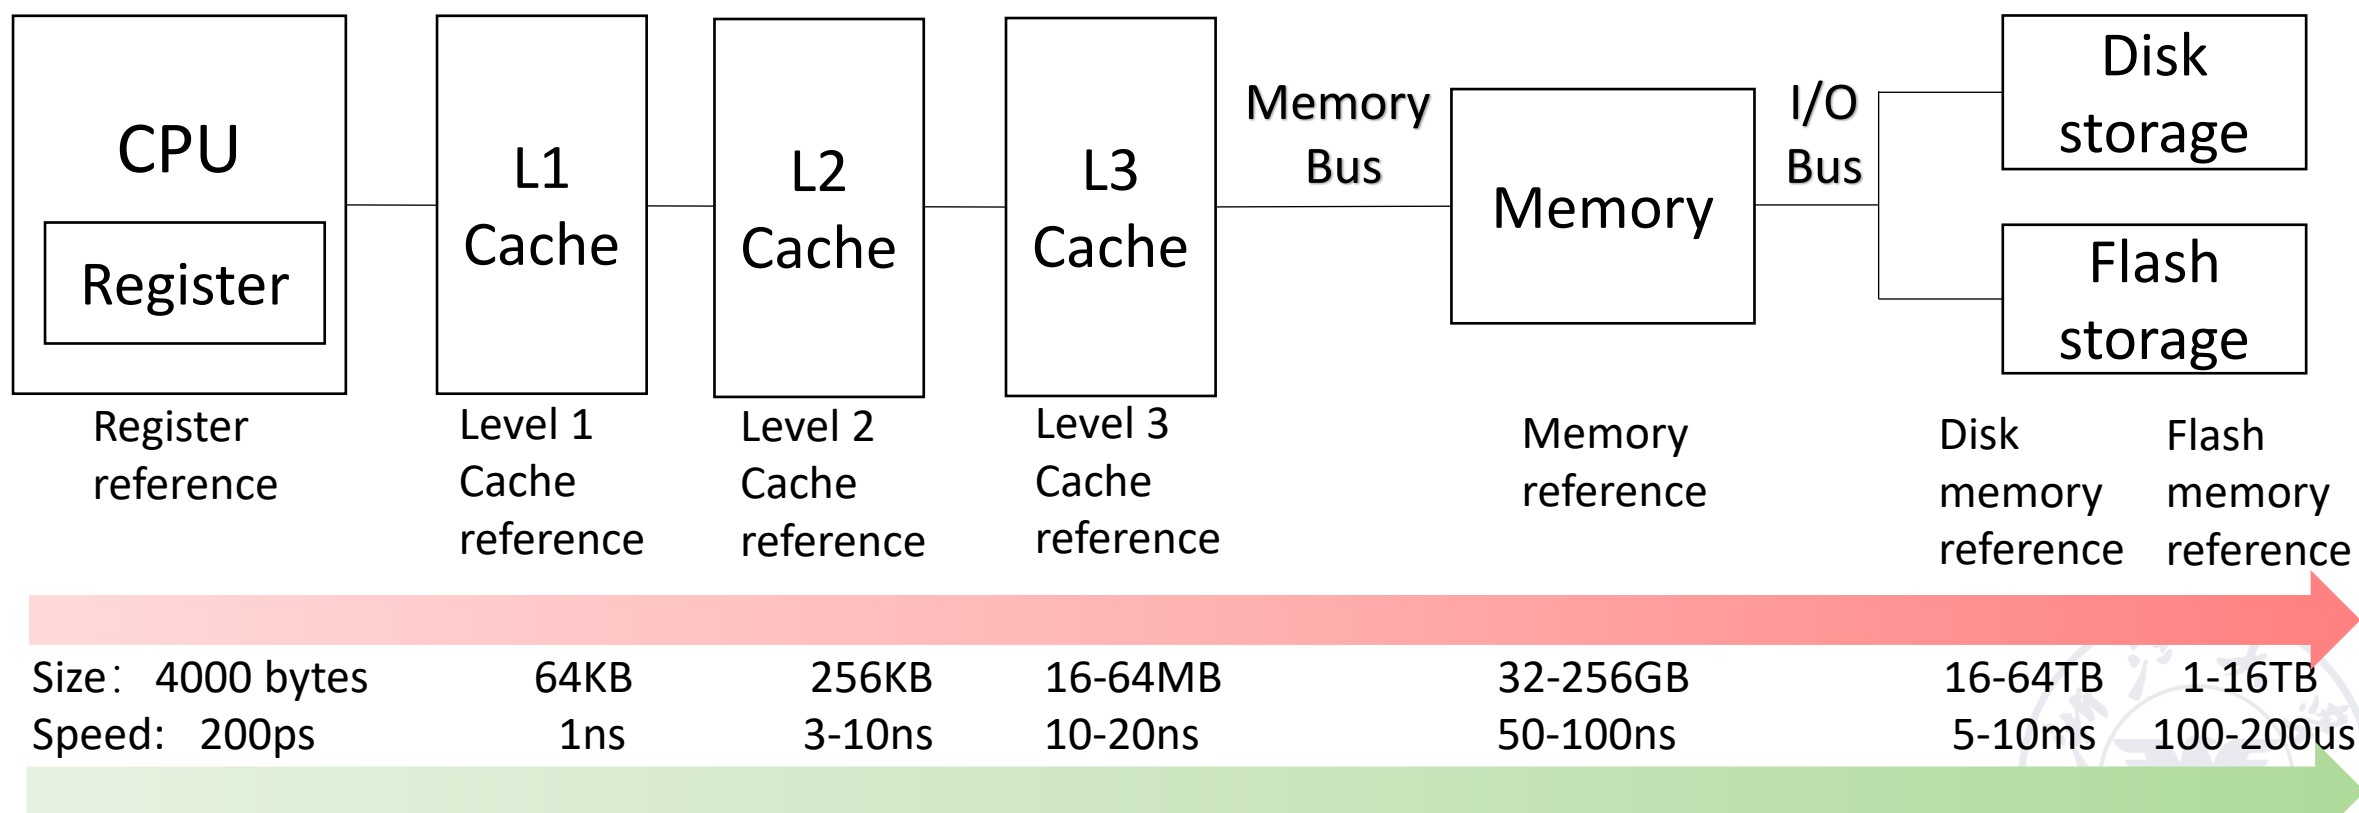 CPU
Register
L1
Cache
L2
Cache
L3
Cache
Memory
Bus
Memory
I/O
Bus
Disk
storage
Flash
storage
Register
reference
Level 1
Cache
reference
Level 2
Cache
reference
Level 3
Cache
reference
Memory
reference
Disk
memory
reference
Flash
memory
reference
Size： 4000 bytes 64KB 256KB 16-64MB 32-256GB 16-64TB 1-16TB
Speed: 200ps 1ns 3-10ns 10-20ns 50-100ns 5-10ms 100-200us